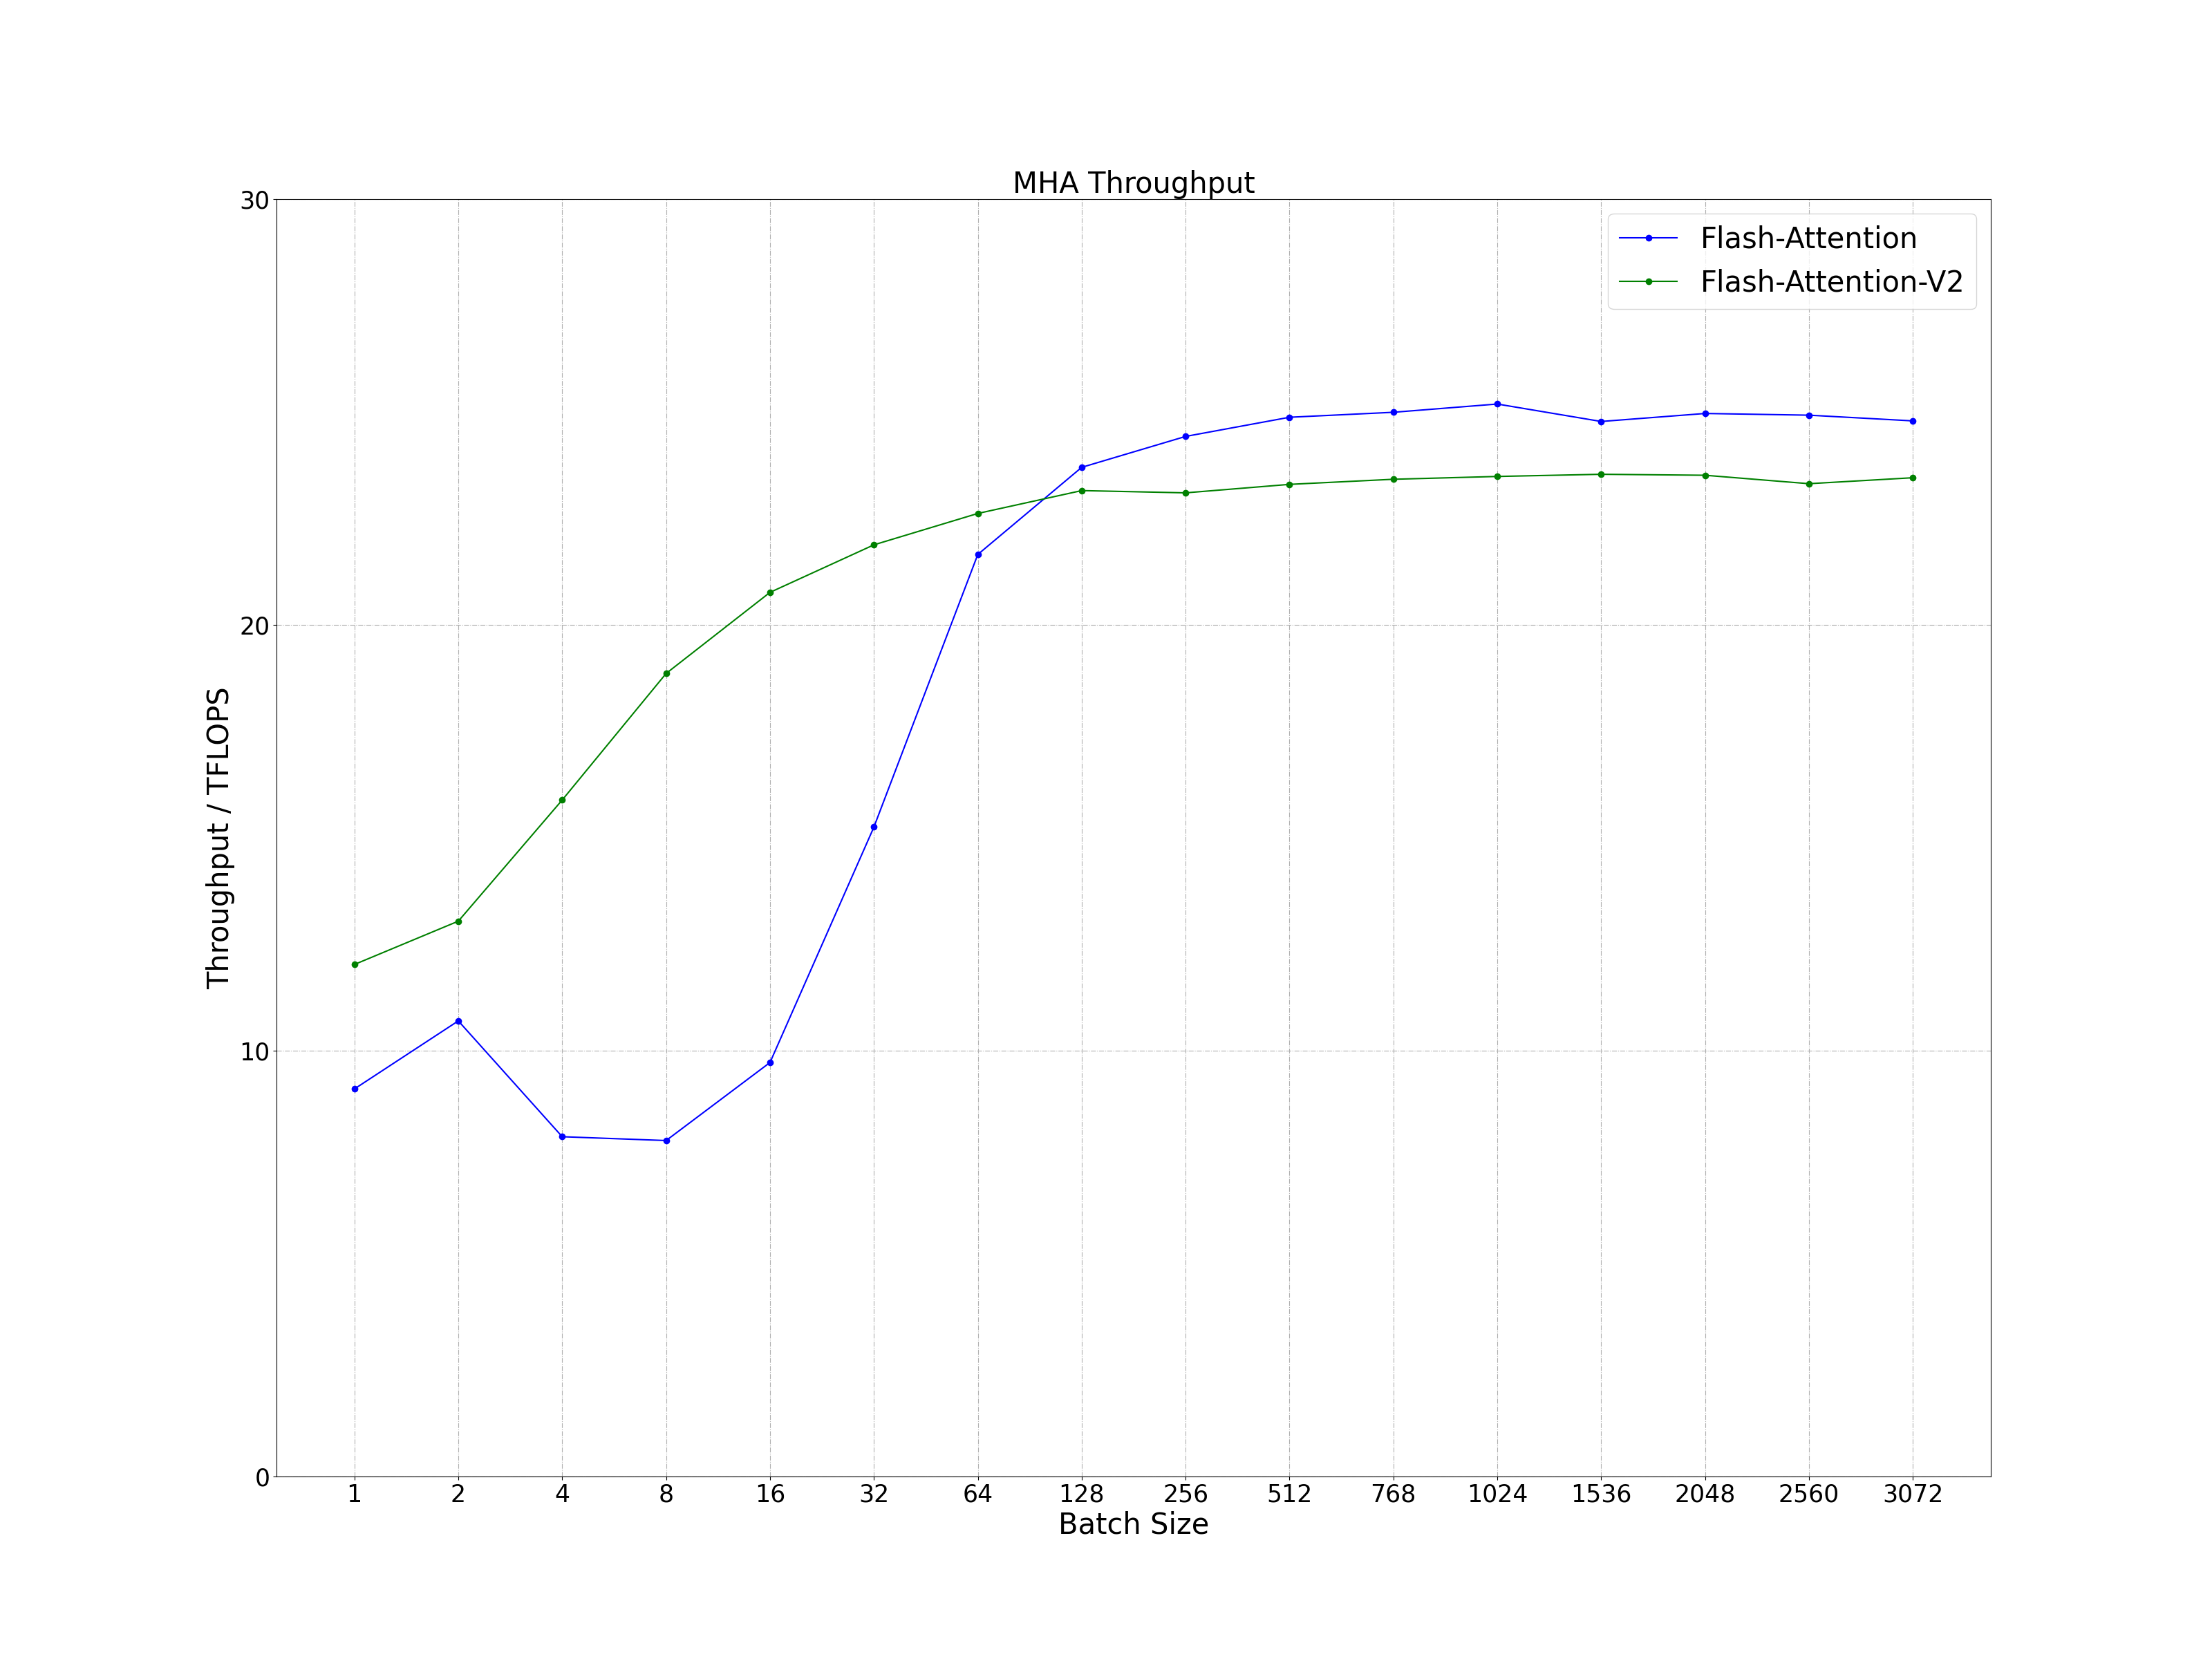 MHA Throughput
Flash-Attention
Flash-Attention-V2
30
20
10
0
Throughput / TFLOPS
1 2 4 8 16 32 64 128 256 512 768 1024 1536 2048 2560 3072
Batch Size